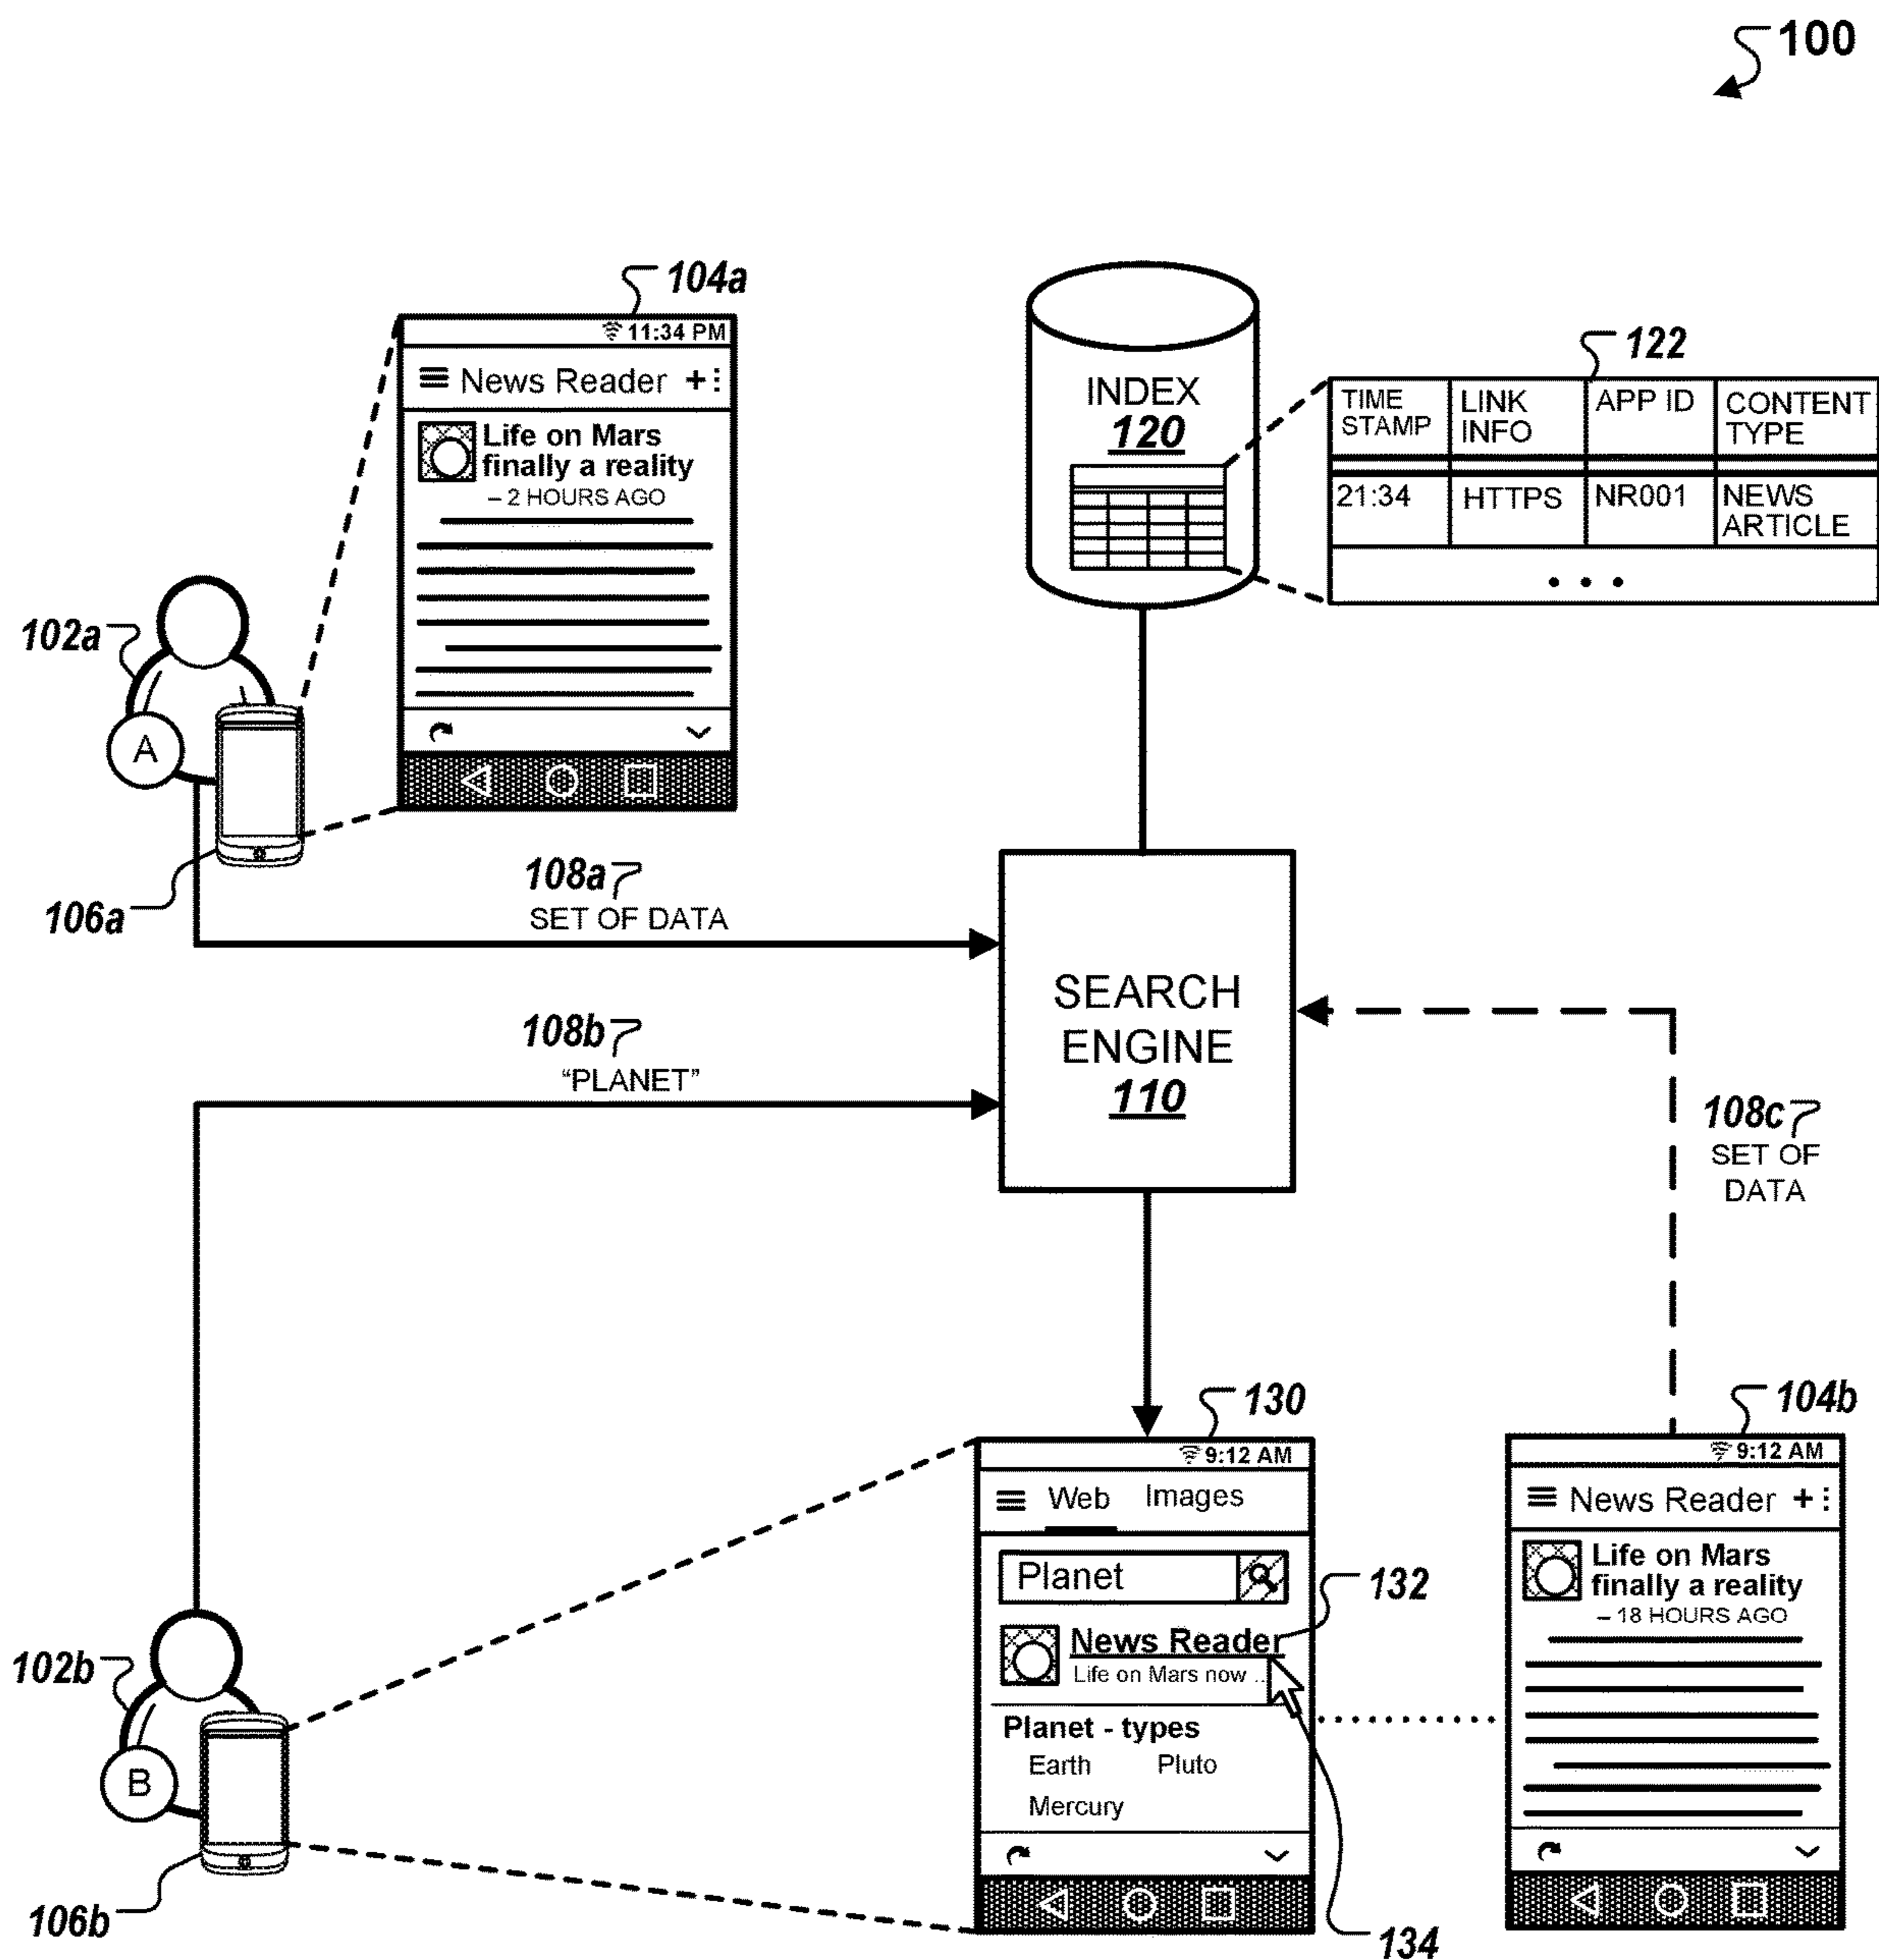 100
104a
11:34 PM
News Reader
Life on Mars
finally a reality
– 2 HOURS AGO
102a
A
106a
108a
SET OF DATA
INDEX
120
122
TIME STAMP
LINK INFO
APP ID
CONTENT TYPE
21:34
HTTPS
NR001
NEWS ARTICLE
SEARCH
ENGINE
110
108b
“PLANET”
108c
SET OF
DATA
102b
B
106b
130
9:12 AM
Web Images
Planet
132
News Reader
Life on Mars now ..
Planet - types
Earth Pluto
Mercury
134
104b
9:12 AM
News Reader
Life on Mars
finally a reality
– 18 HOURS AGO